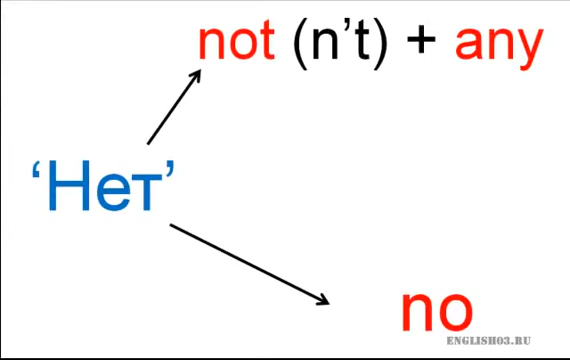 not (n’t) + any
‘Нет’
no
ENGLISH03.RU